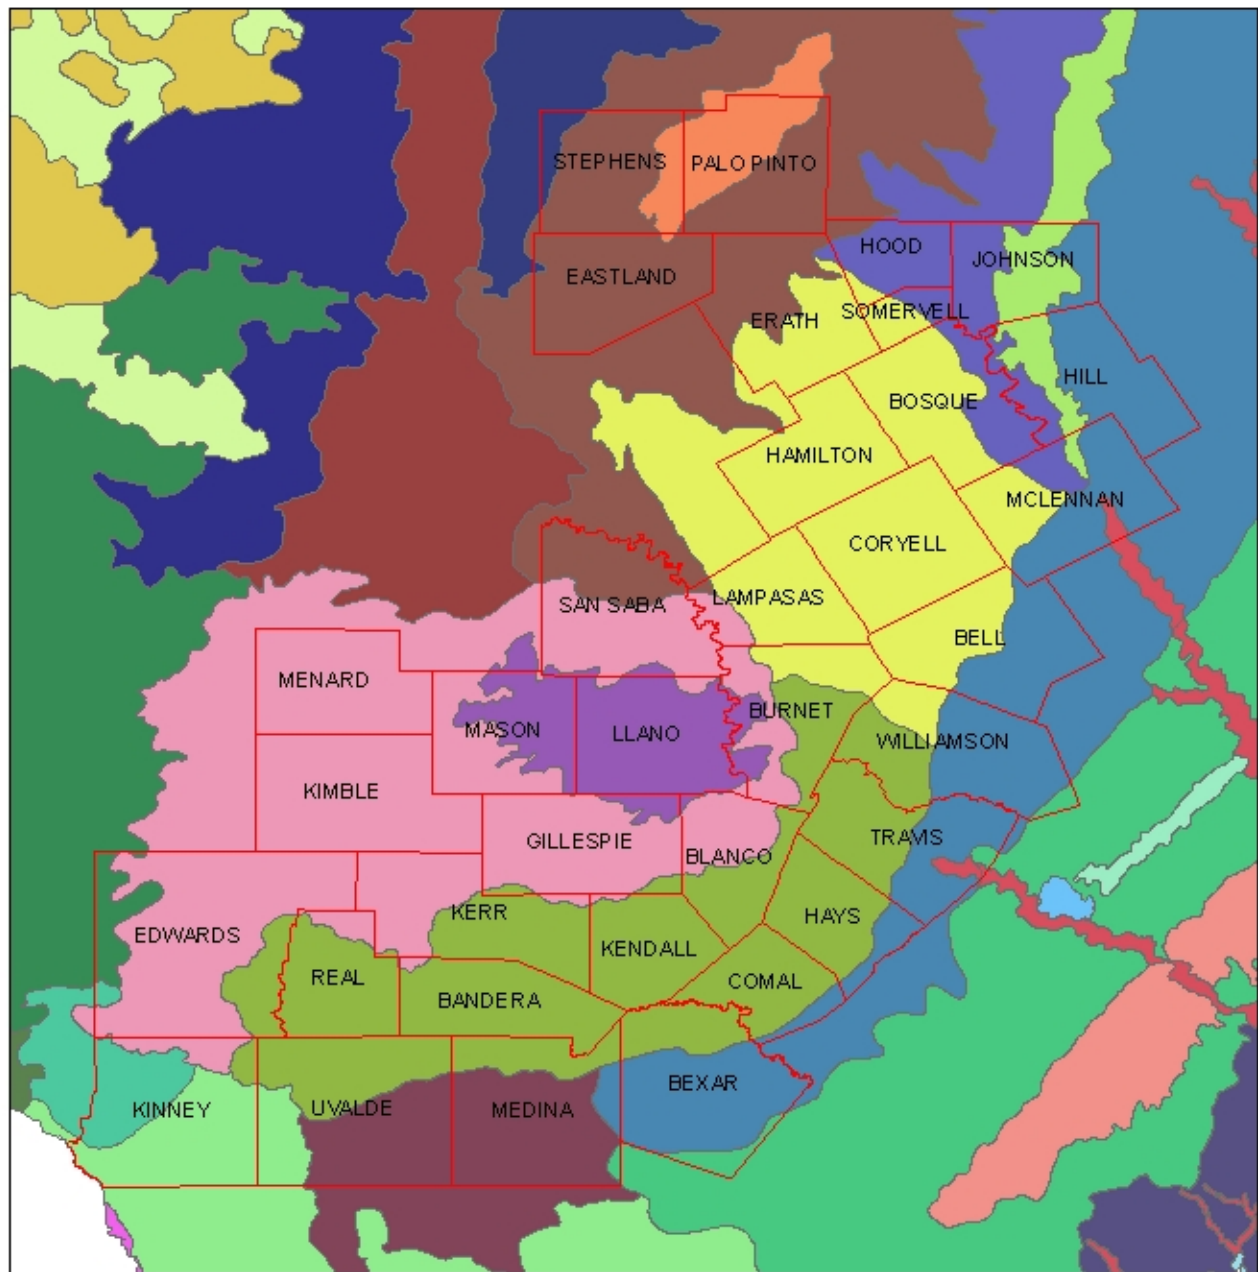 STEPHENS
PALO PINTO
HOOD
JOHNSON
EASTLAND
ERATH
SOMERVELL
HILL
BOSQUE
HAMILTON
MCLENNAN
CORYELL
SAN SABA
LAMPASAS
BELL
MENARD
BURNET
MASON
LLANO
WILLIAMSON
KIMBLE
GILLESPIE
TRAVIS
BLANCO
KERR
HAYS
EDWARDS
KENDALL
REAL
COMAL
BANDERA
BEXAR
KINNEY
UVALDE
MEDINA